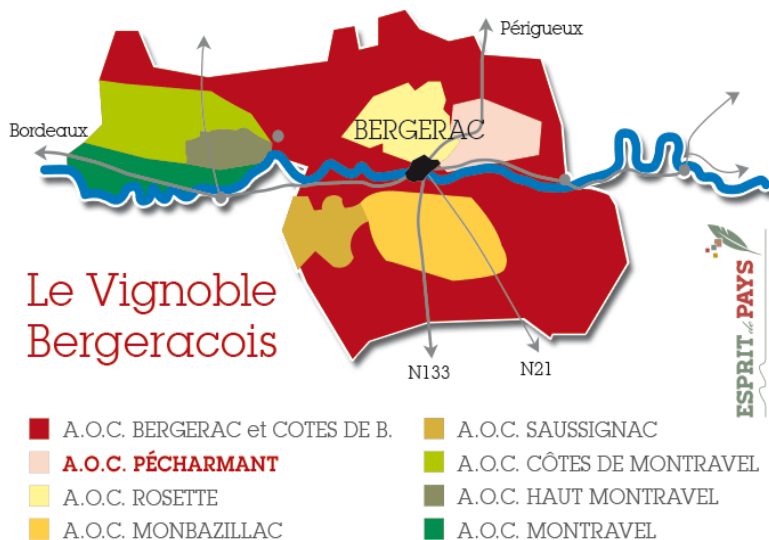 Périgueux
Bordeaux
BERGERAC
Le Vignoble
Bergeracois
N133
N21
ESPRIT de PAYS
A.O.C. BERGERAC et COTES DE B.
A.O.C. PÉCHARMANT
A.O.C. ROSETTE
A.O.C. MONBAZILLAC
A.O.C. SAUSSIGNAC
A.O.C. CÔTES DE MONTRAVEL
A.O.C. HAUT MONTRAVEL
A.O.C. MONTRAVEL